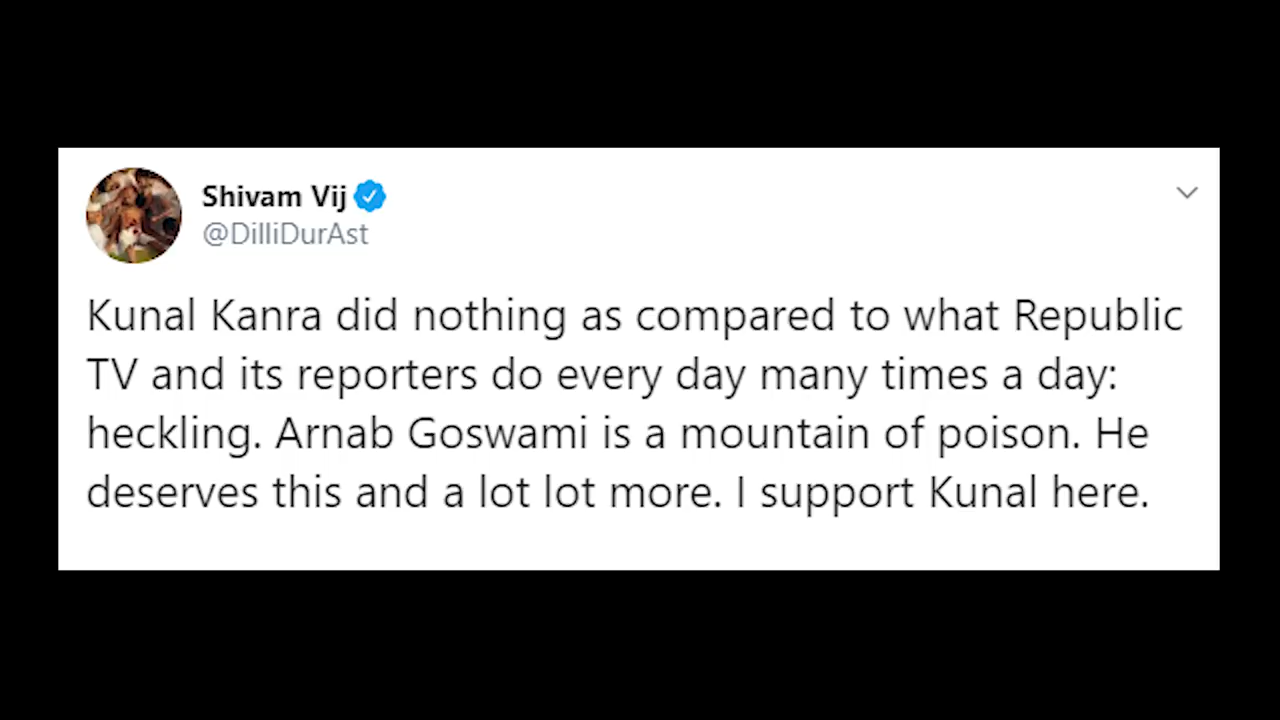 Shivam Vij
@DilliDurAst
Kunal Kanra did nothing as compared to what Republic
TV and its reporters do every day many times a day:
heckling. Arnab Goswami is a mountain of poison. He
deserves this and a lot lot more. I support Kunal here.